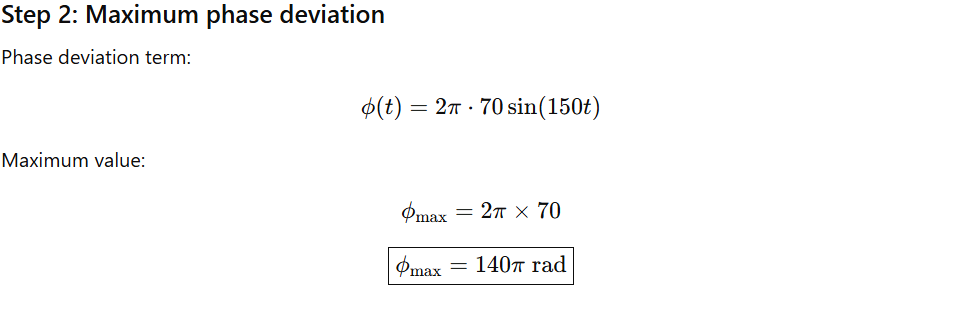 Step 2: Maximum phase deviation
Phase deviation term:
ϕ(t) = 2π · 70 sin(150t)
Maximum value:
ϕmax = 2π × 70
ϕmax = 140π rad